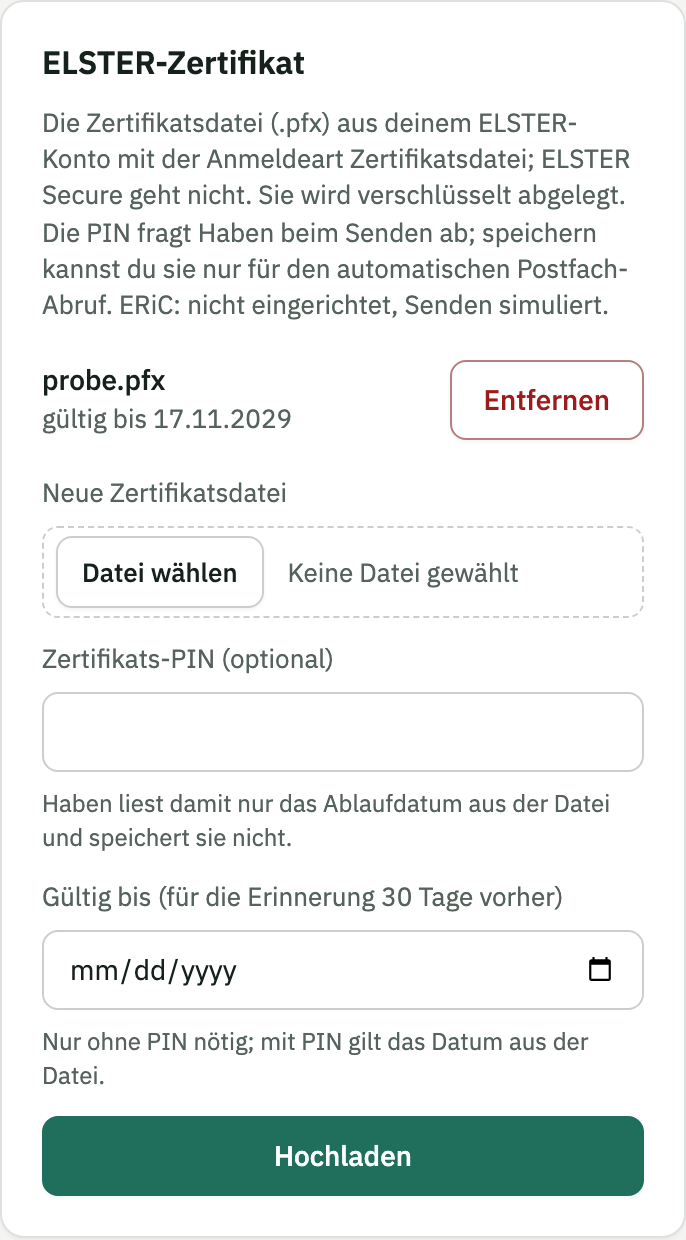 ELSTER-Zertifikat
Die Zertifikatsdatei (.pfx) aus deinem ELSTER-
Konto mit der Anmeldeart Zertifikatsdatei; ELSTER
Secure geht nicht. Sie wird verschlüsselt abgelegt.
Die PIN fragt Haben beim Senden ab; speichern
kannst du sie nur für den automatischen Postfach-
Abruf. ERiC: nicht eingerichtet, Senden simuliert.
probe.pfx
gültig bis 17.11.2029
Entfernen
Neue Zertifikatsdatei
Datei wählen
Keine Datei gewählt
Zertifikats-PIN (optional)
Haben liest damit nur das Ablaufdatum aus der Datei
und speichert sie nicht.
Gültig bis (für die Erinnerung 30 Tage vorher)
mm/dd/yyyy
Nur ohne PIN nötig; mit PIN gilt das Datum aus der
Datei.
Hochladen